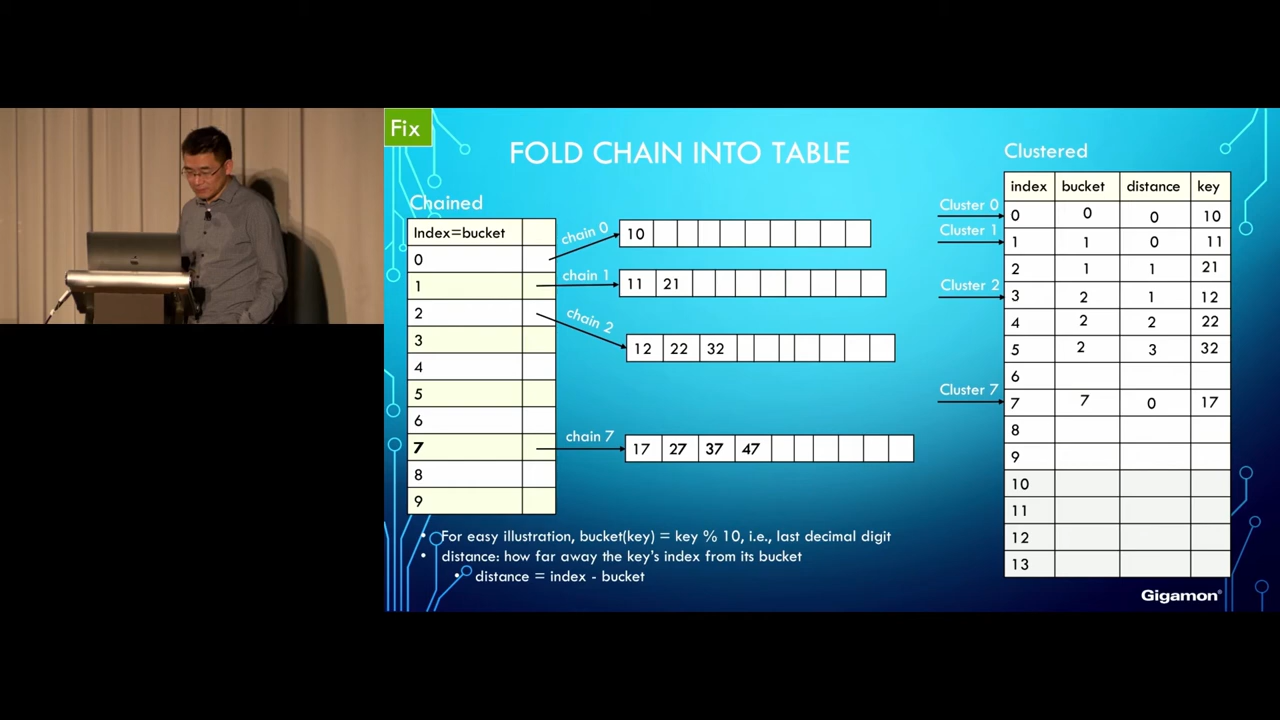 Fix
FOLD CHAIN INTO TABLE
Chained
Index=bucket
0
1
2
3
4
5
6
7
8
9
chain 0
10
chain 1
11 21
chain 2
12 22 32
chain 7
17 27 37 47
• For easy illustration, bucket(key) = key % 10, i.e., last decimal digit
• distance: how far away the key's index from its bucket
• distance = index - bucket
Clustered
index bucket distance key
Cluster 0
0 0 0 10
Cluster 1
1 1 0 11
2 1 1 21
Cluster 2
3 2 1 12
4 2 2 22
5 2 3 32
6
Cluster 7
7 7 0 17
8
9
10
11
12
13
Gigamon®